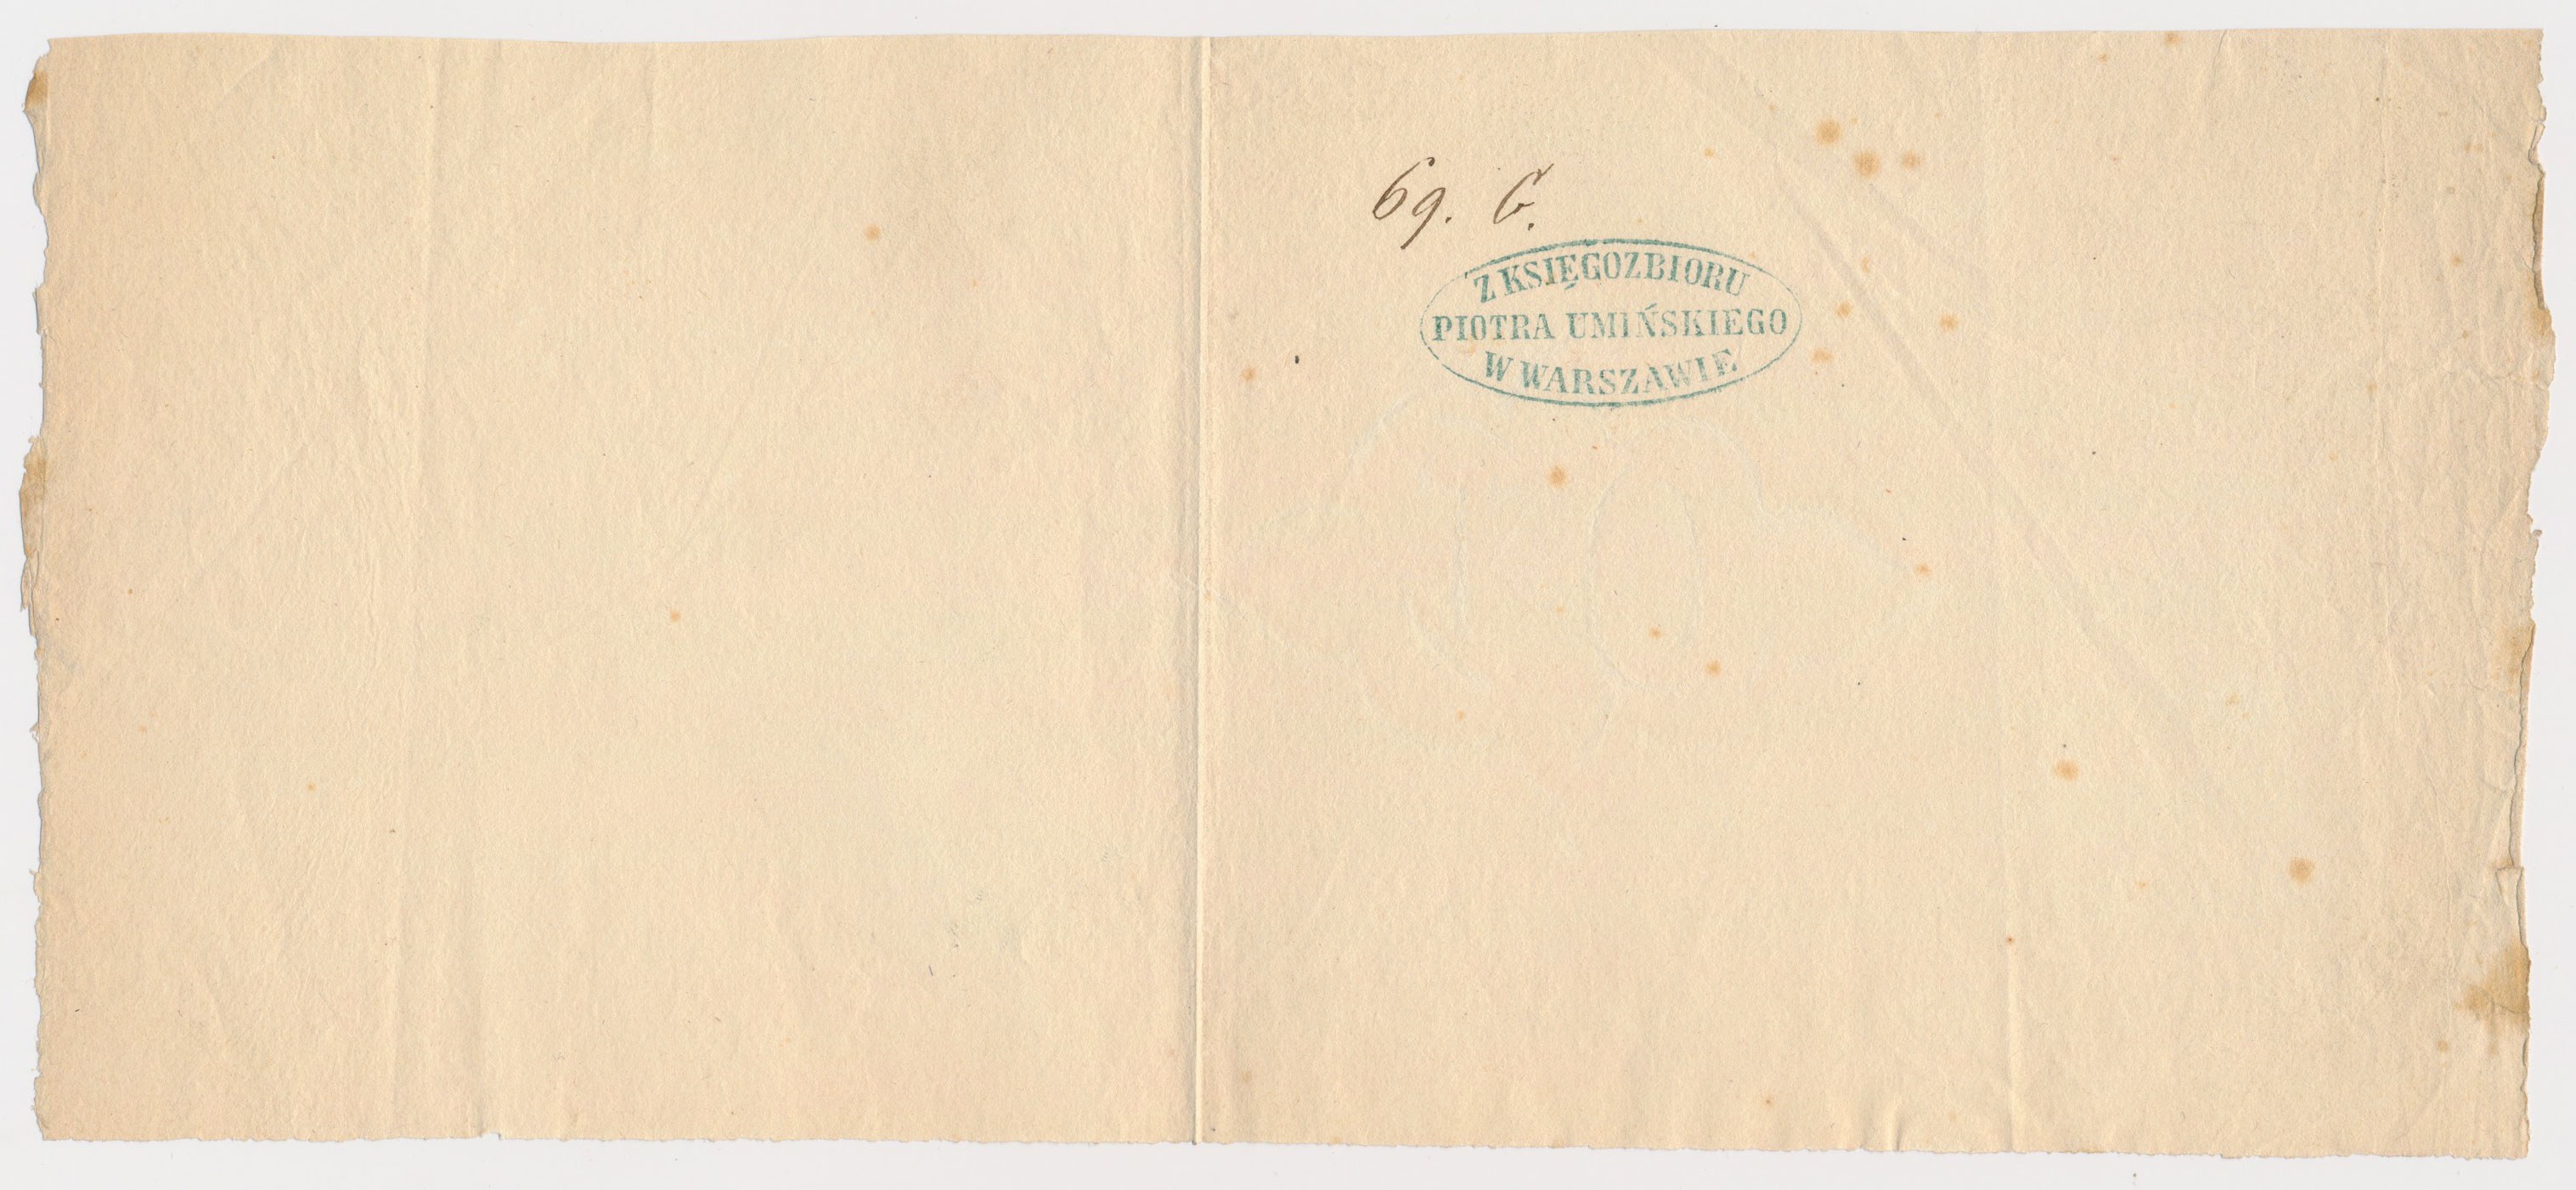 69. G.
Z KSIĘGOZBIORU
PIOTRA UMIŃSKIEGO
W WARSZAWIE